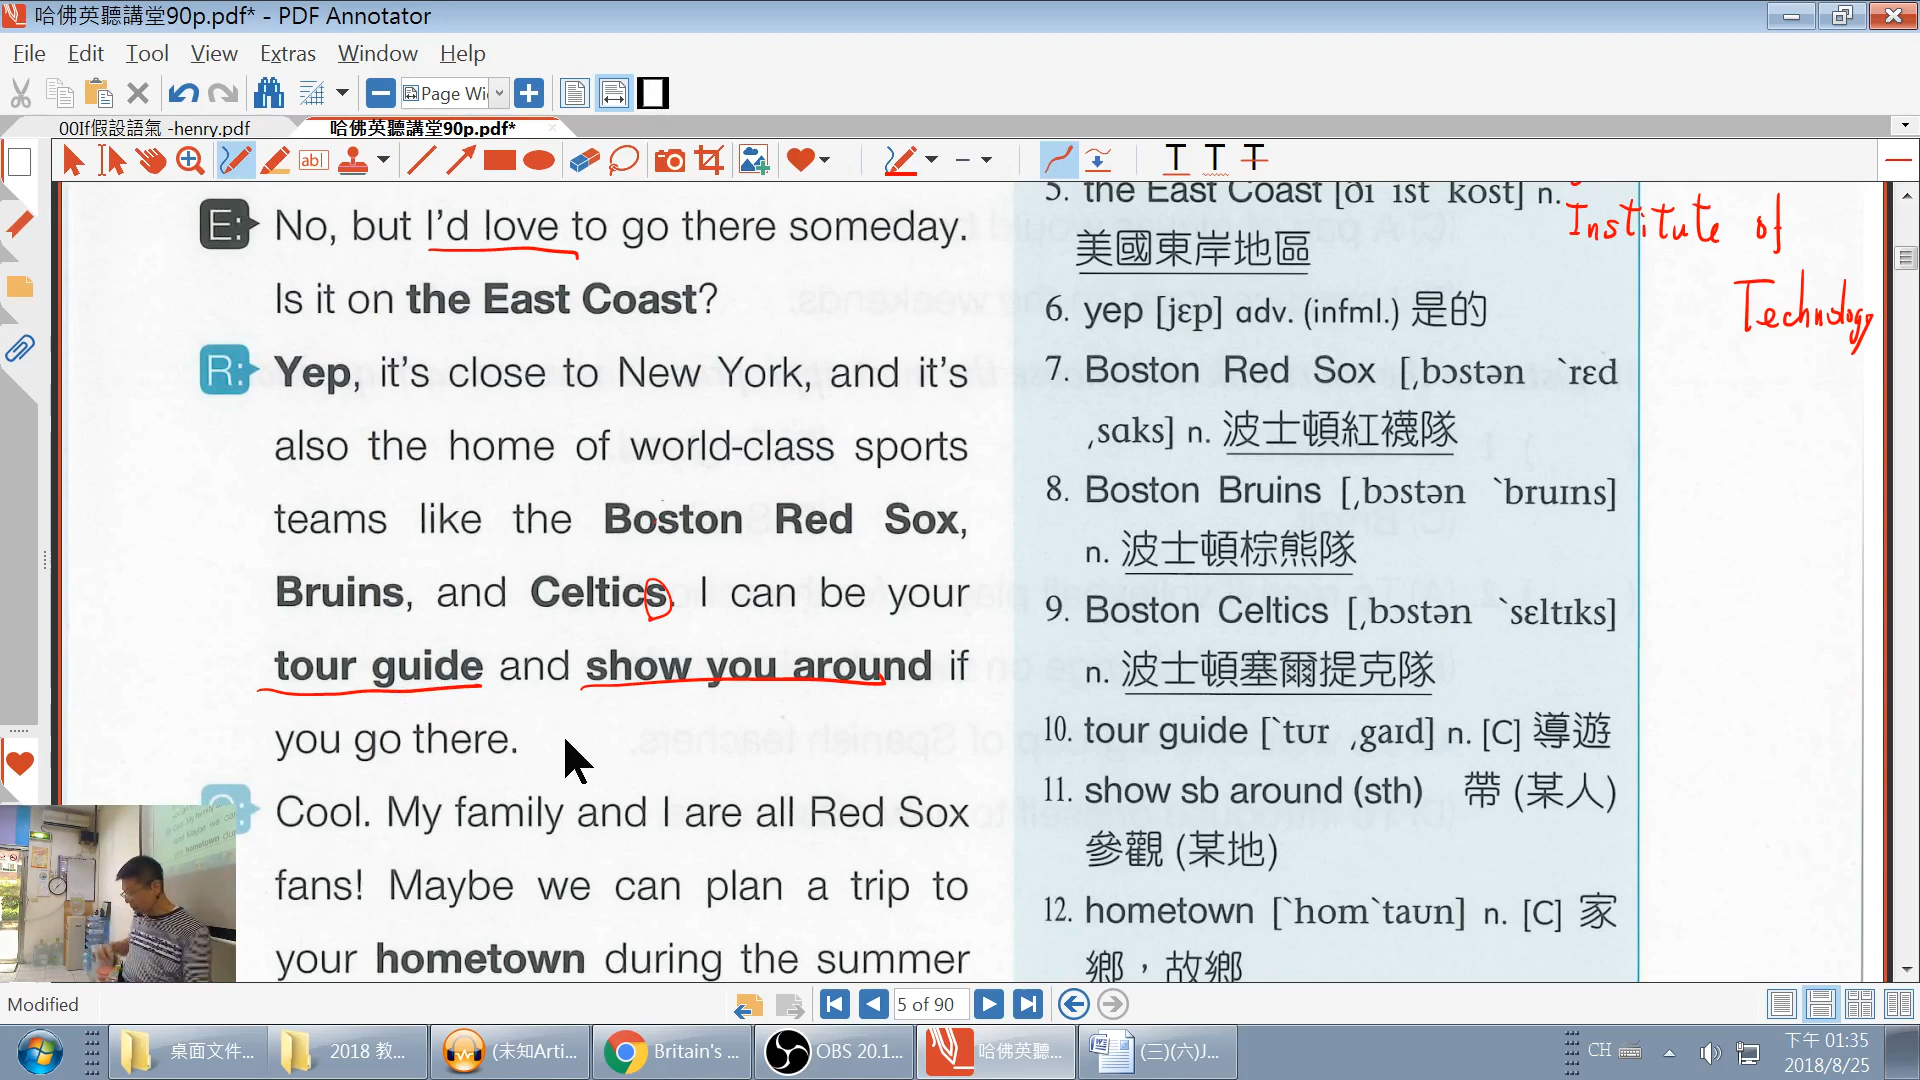 哈佛英聽講堂90p.pdf* - PDF Annotator
File Edit Tool View Extras Window Help
Page Wi
00If假設語氣 -henry.pdf
哈佛英聽講堂90p.pdf*
E: No, but I'd love to go there someday.
Is it on the East Coast?
R: Yep, it's close to New York, and it's
also the home of world-class sports
teams like the Boston Red Sox,
Bruins, and Celtics. I can be your
tour guide and show you around if
you go there.
Cool. My family and I are all Red Sox
fans! Maybe we can plan a trip to
your hometown during the summer
5. the East Coast [ði ist kost] n.
美國東岸地區
6. yep [jɛp] adv. (infml.) 是的
7. Boston Red Sox [ˌbɔstən ˋrɛd
ˌsɑks] n. 波士頓紅襪隊
8. Boston Bruins [ˌbɔstən ˋbruɪns]
n. 波士頓棕熊隊
9. Boston Celtics [ˌbɔstən ˋsɛltɪks]
n. 波士頓塞爾提克隊
10. tour guide [ˋtʊr ˌgaɪd] n. [C] 導遊
11. show sb around (sth) 帶 (某人)
參觀 (某地)
12. hometown [ˋhomˋtaʊn] n. [C] 家
鄉，故鄉
Institute of
Technology
Modified
5 of 90
桌面文件...
2018 教...
(未知Arti...
Britain's ...
OBS 20.1...
哈佛英聽...
(三)(六)J...
CH
下午 01:35
2018/8/25